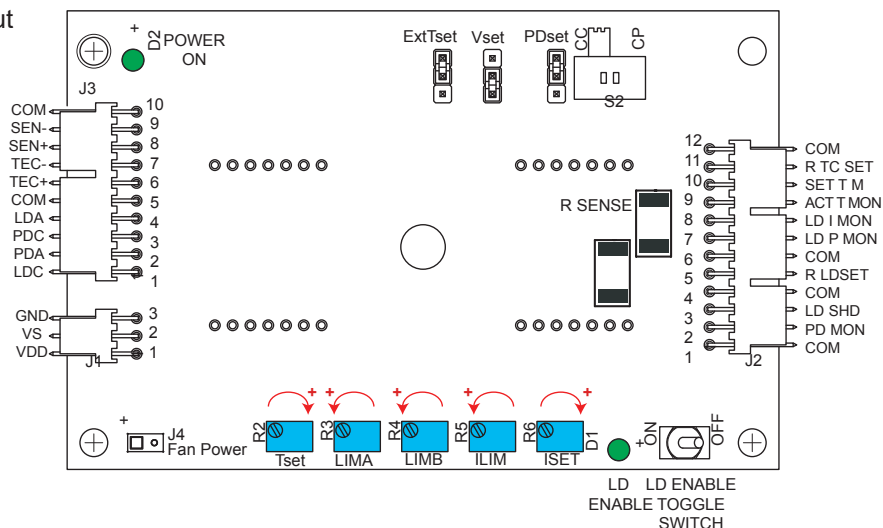 ut
+
D2
POWER
ON
ExtTset
Vset
PDset
CC
CP
S2
J3
COM
SEN-
SEN+
TEC-
TEC+
COM
LDA
PDC
PDA
LDC
10
9
8
7
6
5
4
3
2
1
GND
VS
VDD
3
2
1
J1
R SENSE
12
11
10
9
8
7
6
5
4
3
2
1
COM
R TC SET
SET T M
ACT T MON
LD I MON
LD P MON
COM
R LDSET
COM
LD SHD
PD MON
COM
J2
+
J4
Fan Power
+
R2
Tset
+
R3
LIMA
+
R4
LIMB
+
R5
ILIM
+
R6
ISET
D1
+
ON
OFF
LD
ENABLE
LD ENABLE
TOGGLE
SWITCH